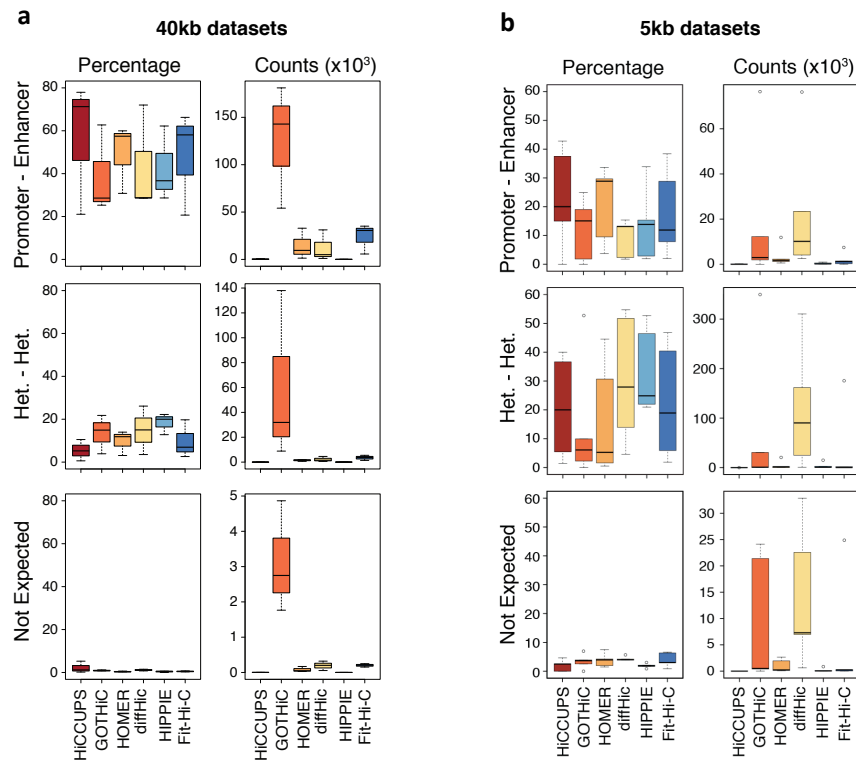 a
40kb datasets
Percentage
Counts (x10³)
Promoter - Enhancer
80
60
40
20
0
150
100
50
0
Het. - Het.
80
60
40
20
0
140
120
100
80
60
40
20
0
Not Expected
80
60
40
20
0
5
4
3
2
1
0
HiCCUPS
GOTHiC
HOMER
diffHic
HIPPIE
Fit-Hi-C
HiCCUPS
GOTHiC
HOMER
diffHic
HIPPIE
Fit-Hi-C
b
5kb datasets
Percentage
Counts (x10³)
Promoter - Enhancer
60
50
40
30
20
10
0
60
40
20
0
Het. - Het.
60
50
40
30
20
10
0
300
200
100
0
Not Expected
60
50
40
30
20
10
0
30
25
20
15
10
5
0
HiCCUPS
GOTHiC
HOMER
diffHic
HIPPIE
Fit-Hi-C
HiCCUPS
GOTHiC
HOMER
diffHic
HIPPIE
Fit-Hi-C